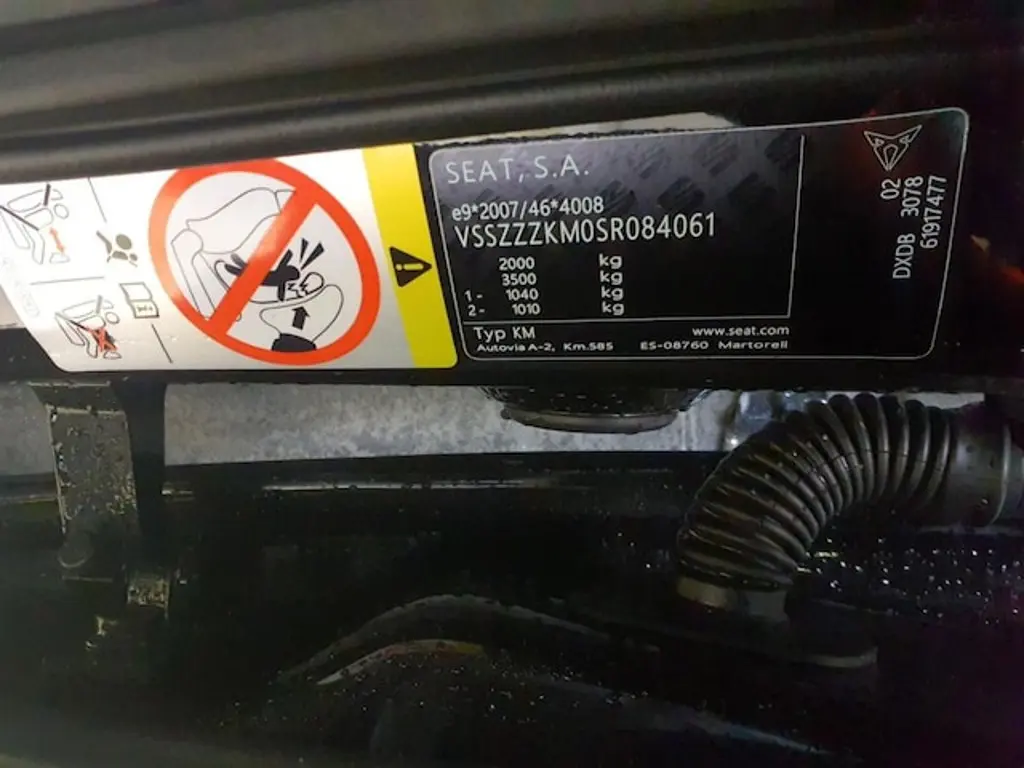 SEAT, S.A.
e9*2007/46*4008
VSSZZZKM0SR084061
2000 kg
3500 kg
1- 1040 kg
2- 1010 kg
Typ KM www.seat.com
Autovia A-2, Km.585 ES-08760 Martorell
02
DXDB 3078
61917477